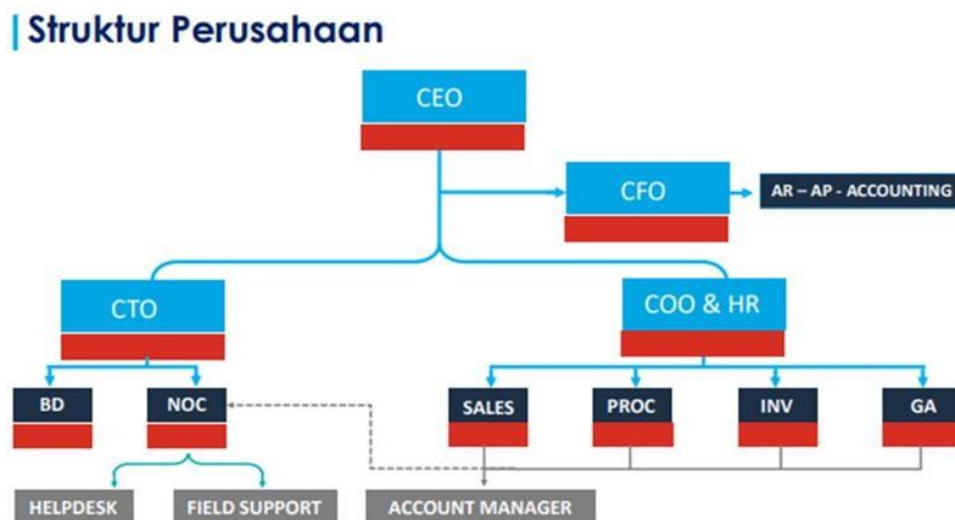 Struktur Perusahaan
CEO
CFO
AR – AP - ACCOUNTING
CTO
COO & HR
BD
NOC
SALES
PROC
INV
GA
HELPDESK
FIELD SUPPORT
ACCOUNT MANAGER